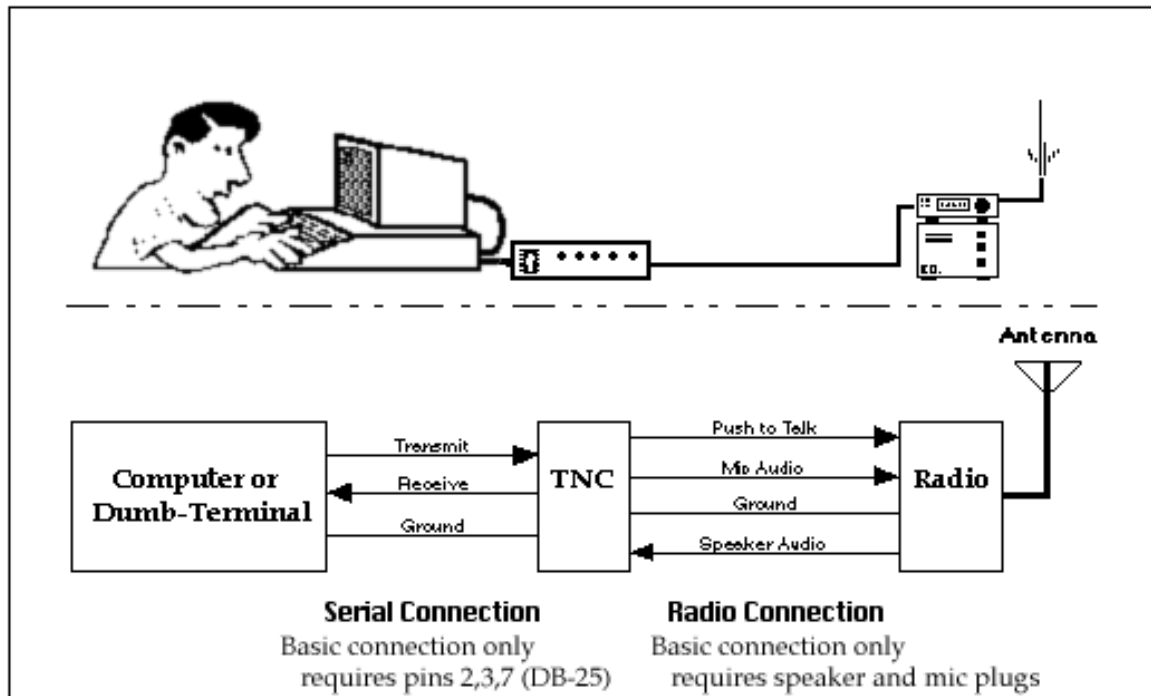 Antenna
Transmit
Receive
Ground
Computer or
Dumb-Terminal
TNC
Push to Talk
Mic Audio
Ground
Speaker Audio
Radio
Serial Connection
Basic connection only
requires pins 2,3,7 (DB-25)
Radio Connection
Basic connection only
requires speaker and mic plugs